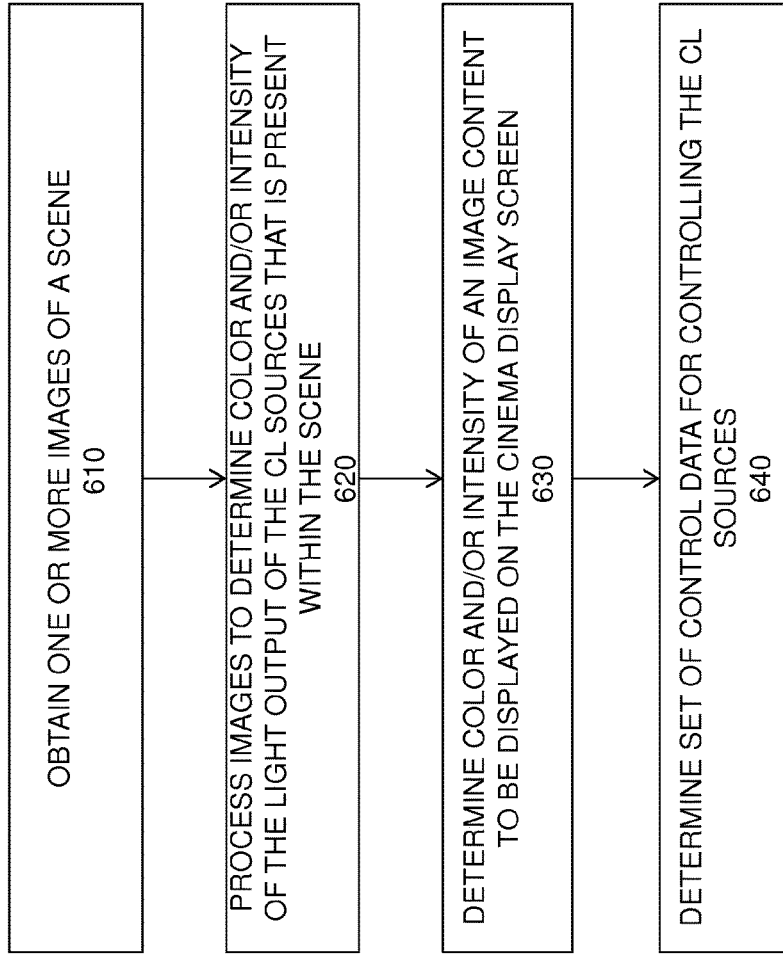 OBTAIN ONE OR MORE IMAGES OF A SCENE
610
PROCESS IMAGES TO DETERMINE COLOR AND/OR INTENSITY
OF THE LIGHT OUTPUT OF THE CL SOURCES THAT IS PRESENT
WITHIN THE SCENE
620
DETERMINE COLOR AND/OR INTENSITY OF AN IMAGE CONTENT
TO BE DISPLAYED ON THE CINEMA DISPLAY SCREEN
630
DETERMINE SET OF CONTROL DATA FOR CONTROLLING THE CL
SOURCES
640